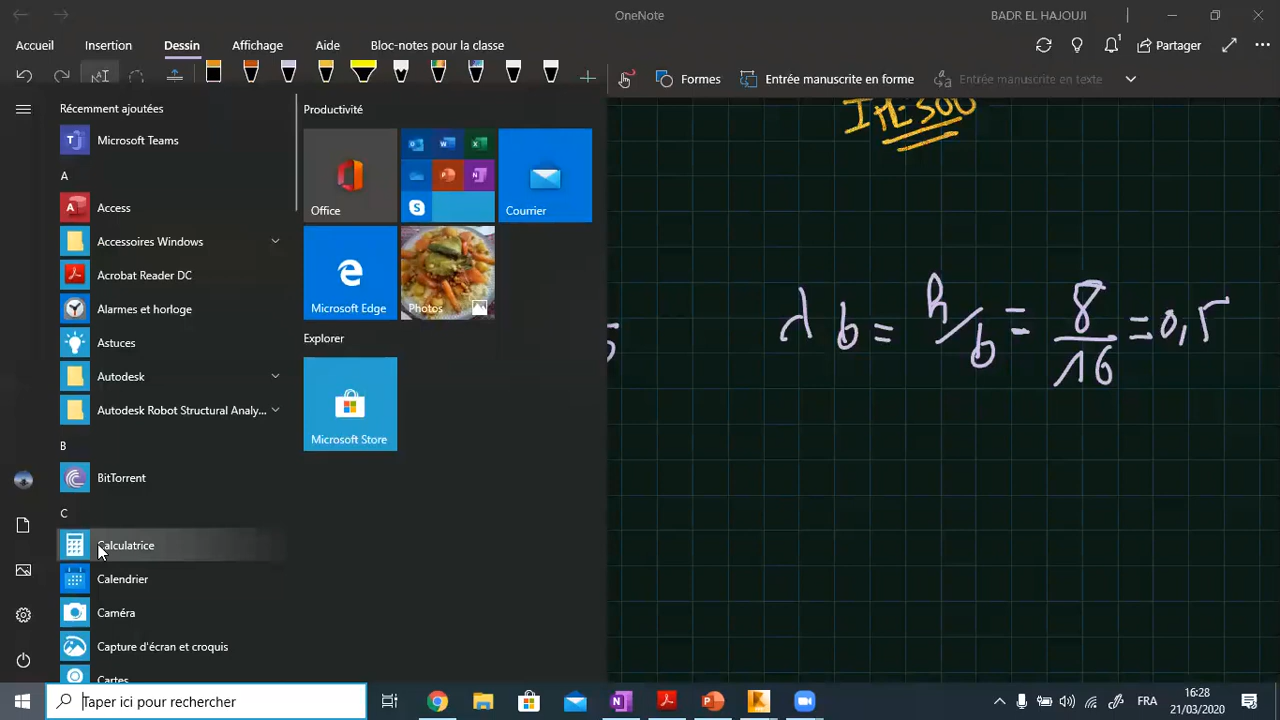 OneNote
BADR EL HAJOUJI
Accueil
Insertion
Dessin
Affichage
Aide
Bloc-notes pour la classe
Partager
Formes
Entrée manuscrite en forme
Entrée manuscrite en texte
Récemment ajoutées
Microsoft Teams
A
Access
Accessoires Windows
Acrobat Reader DC
Alarmes et horloge
Astuces
Autodesk
Autodesk Robot Structural Analy...
B
BitTorrent
C
Calculatrice
Calendrier
Caméra
Capture d'écran et croquis
Cartes
Productivité
Office
Courrier
Microsoft Edge
Photos
Explorer
Microsoft Store
λ b = h/b = 8/16 = 0,5
Taper ici pour rechercher
FRA
16:28
21/03/2020